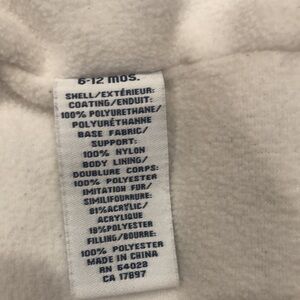 6-12 MOS.
SHELL/EXTÉRIEUR:
COATING/ENDUIT:
100% POLYURETHANE/
POLYURÉTHANNE
BASE FABRIC/
SUPPORT:
100% NYLON
BODY LINING/
DOUBLURE CORPS:
100% POLYESTER
IMITATION FUR/
SIMILIFOURRURE:
81%ACRYLIC/
ACRYLIQUE
19%POLYESTER
FILLING/BOURRE:
100% POLYESTER
MADE IN CHINA
RN 64028
CA 17897